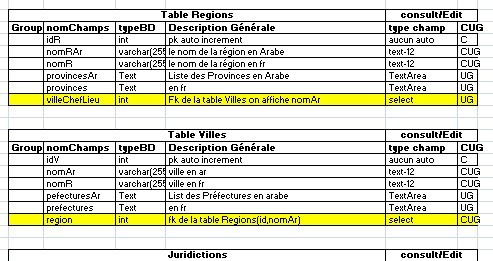 Table Regions consult/Edit
Group nomChamps typeBD Description Générale type champ CUG
idR int pk auto increment aucun auto C
nomRAr varchar(255 le nom de la région en Arabe text-12 CUG
nomR varchar(255 le nom de la région en fr text-12 CUG
provincesAr Text Liste des Provinces en Arabe TextArea UG
provinces Text en fr TextArea UG
villeChefLieu int Fk de la table Villes on affiche nomAr select UG
Table Villes consult/Edit
Group nomChamps typeBD Description Générale type champ CUG
idV int pk auto increment aucun auto C
nomAr varchar(255 ville en ar text-12 CUG
nomR varchar(255 ville en fr text-12 CUG
pefecturesAr Text List des Préfectures en arabe TextArea UG
prefectures Text en fr TextArea UG
region int fk de la table Regions(id,nomAr) select CUG
Juridictions consult/Edit